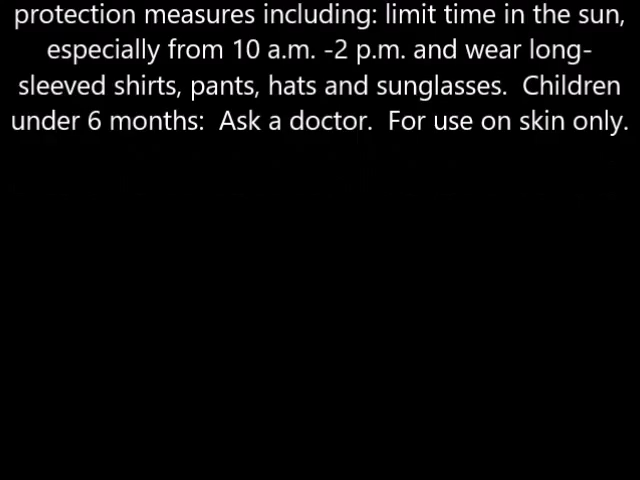 protection measures including: limit time in the sun,
especially from 10 a.m. -2 p.m. and wear long-
sleeved shirts, pants, hats and sunglasses.  Children
under 6 months:  Ask a doctor.  For use on skin only.